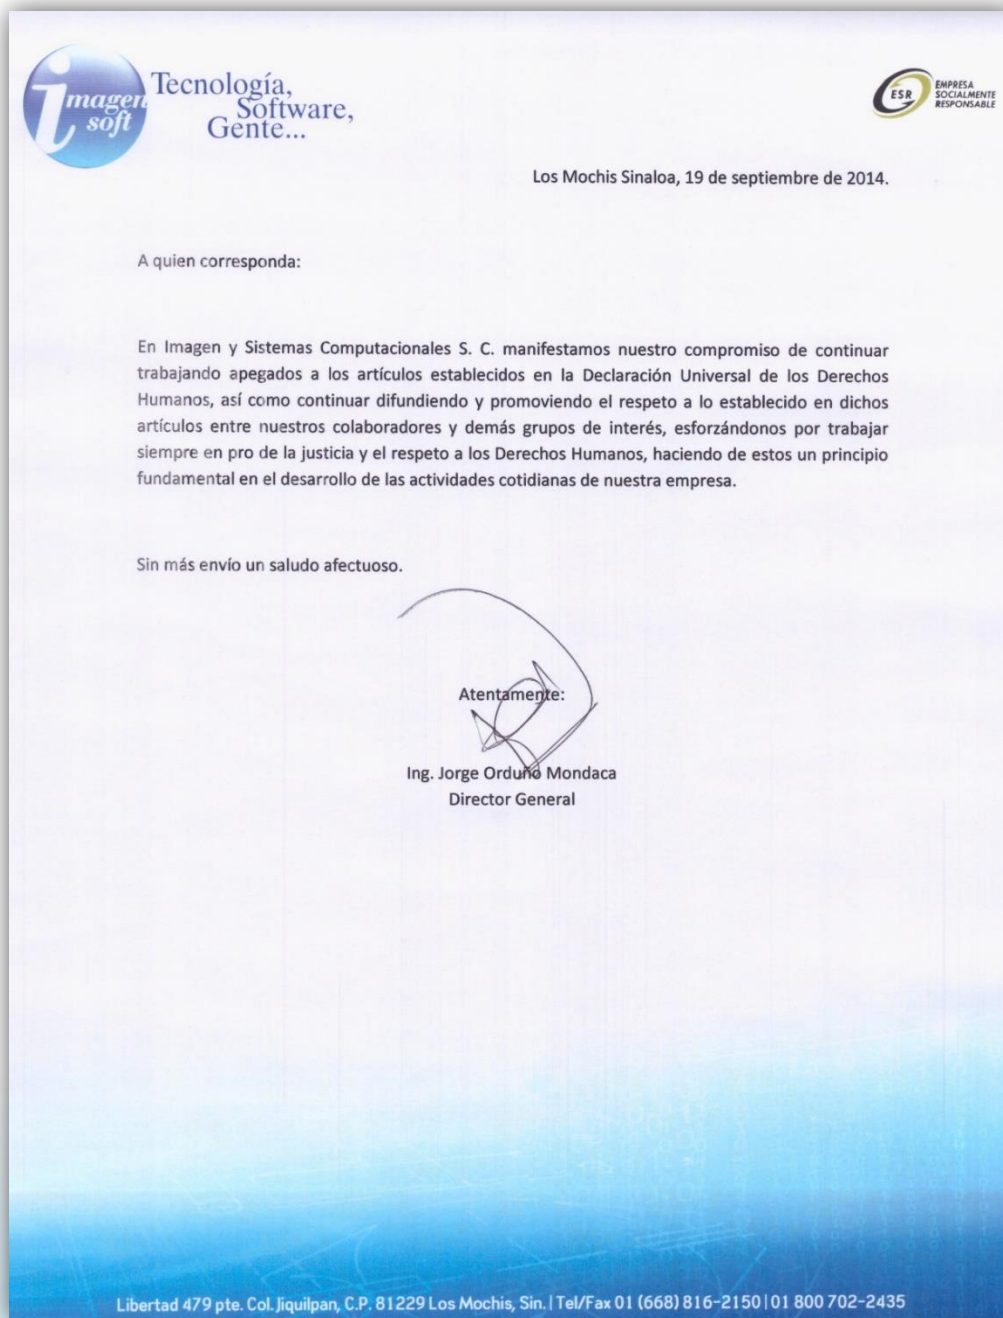 imagen
soft
Tecnología,
Software,
Gente...
ESR
EMPRESA
SOCIALMENTE
RESPONSABLE
Los Mochis Sinaloa, 19 de septiembre de 2014.
A quien corresponda:
En Imagen y Sistemas Computacionales S. C. manifestamos nuestro compromiso de continuar
trabajando apegados a los artículos establecidos en la Declaración Universal de los Derechos
Humanos, así como continuar difundiendo y promoviendo el respeto a lo establecido en dichos
artículos entre nuestros colaboradores y demás grupos de interés, esforzándonos por trabajar
siempre en pro de la justicia y el respeto a los Derechos Humanos, haciendo de estos un principio
fundamental en el desarrollo de las actividades cotidianas de nuestra empresa.
Sin más envío un saludo afectuoso.
Atentamente:
Ing. Jorge Orduño Mondaca
Director General
Libertad 479 pte. Col. Jiquilpan, C.P. 81229 Los Mochis, Sin. | Tel/Fax 01 (668) 816-2150 | 01 800 702-2435